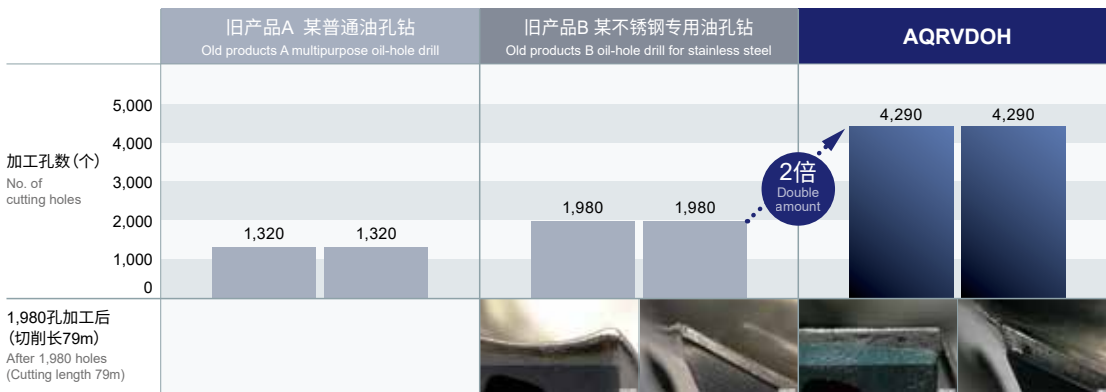 旧产品A 某普通油孔钻
Old products A multipurpose oil-hole drill
旧产品B 某不锈钢专用油孔钻
Old products B oil-hole drill for stainless steel
AQRVDOH
加工孔数(个)
No. of
cutting holes
5,000
4,000
3,000
2,000
1,000
0
1,320
1,320
1,980
1,980
2倍
Double
amount
4,290
4,290
1,980孔加工后
(切削长79m)
After 1,980 holes
(Cutting length 79m)